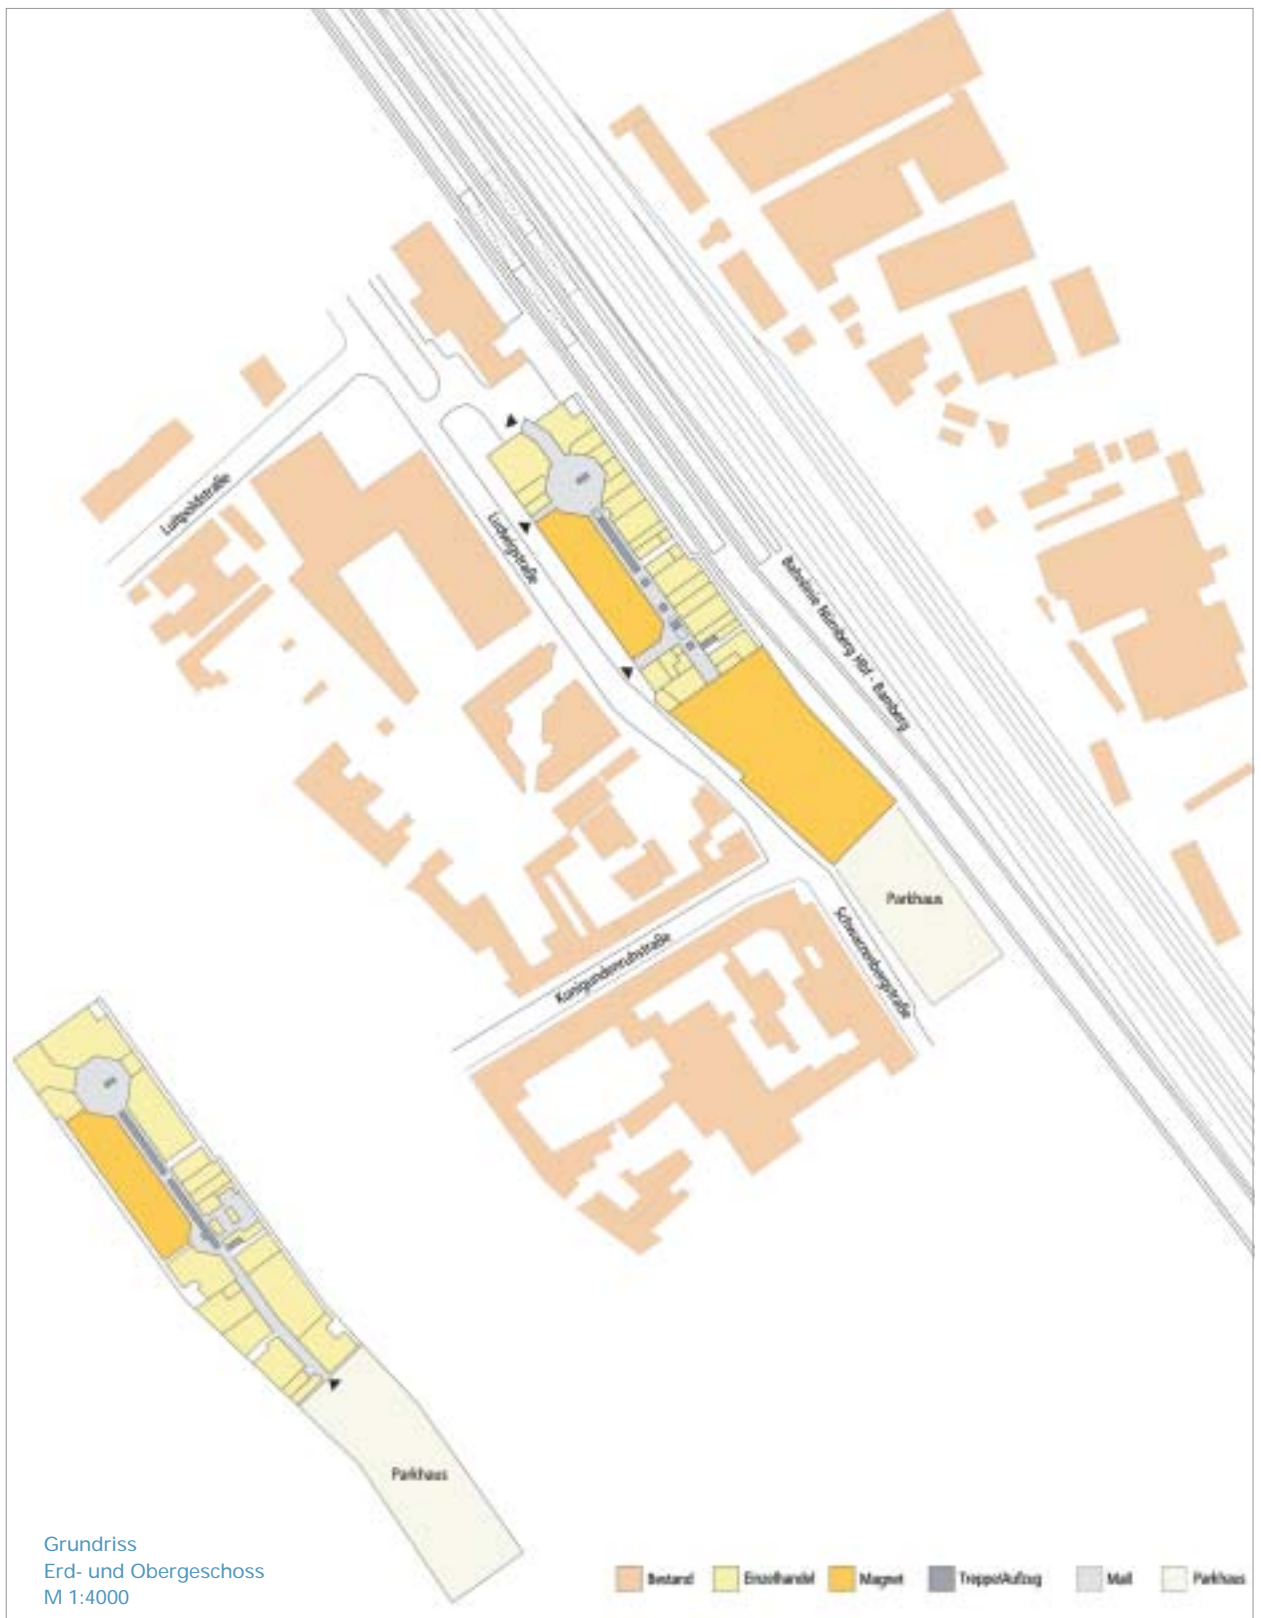 Luitpoldstraße
Ludwigstraße
Bahnlinie Nürnberg Hbf - Bamberg
Parkhaus
Schwarzenbergstraße
Kunigundenruhstraße
Parkhaus
Grundriss
Erd- und Obergeschoss
M 1:4000
Bestand Einzelhandel Magnet Treppe/Aufzug Mall Parkhaus